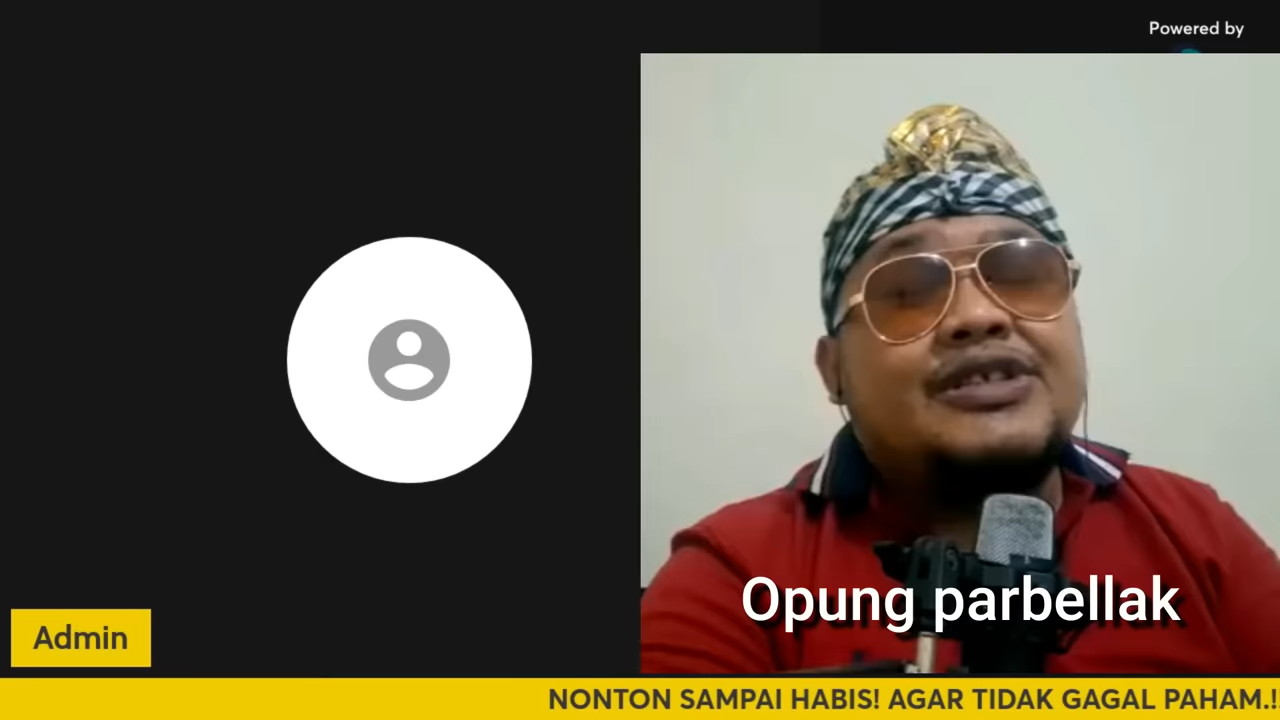 Powered by
Opung parbellak
Admin
NONTON SAMPAI HABIS! AGAR TIDAK GAGAL PAHAM.!